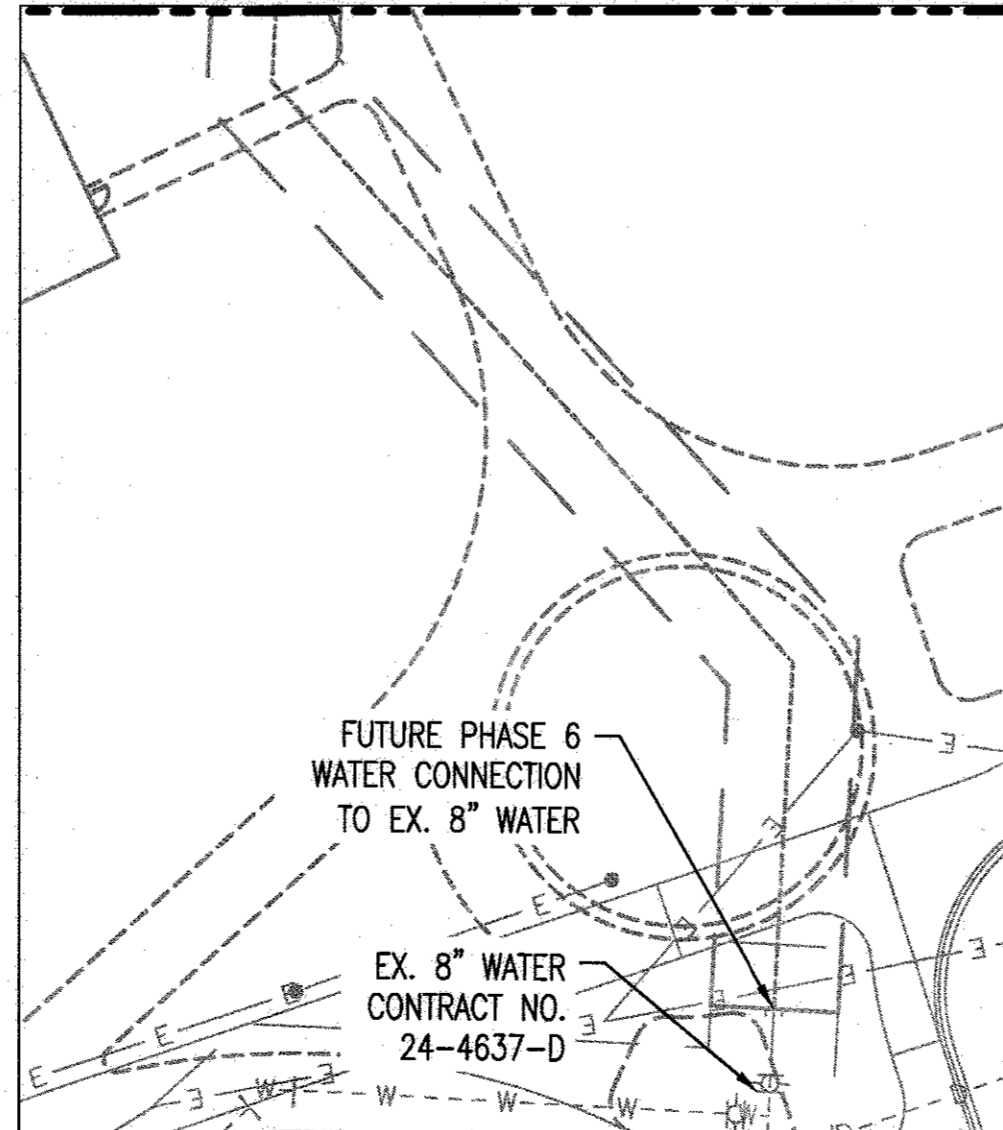 FUTURE PHASE 6
WATER CONNECTION
TO EX. 8" WATER
EX. 8" WATER
CONTRACT NO.
24-4637-D
E
E
E
E
E
E
E
E
E
E
E
E
W
W
W
W